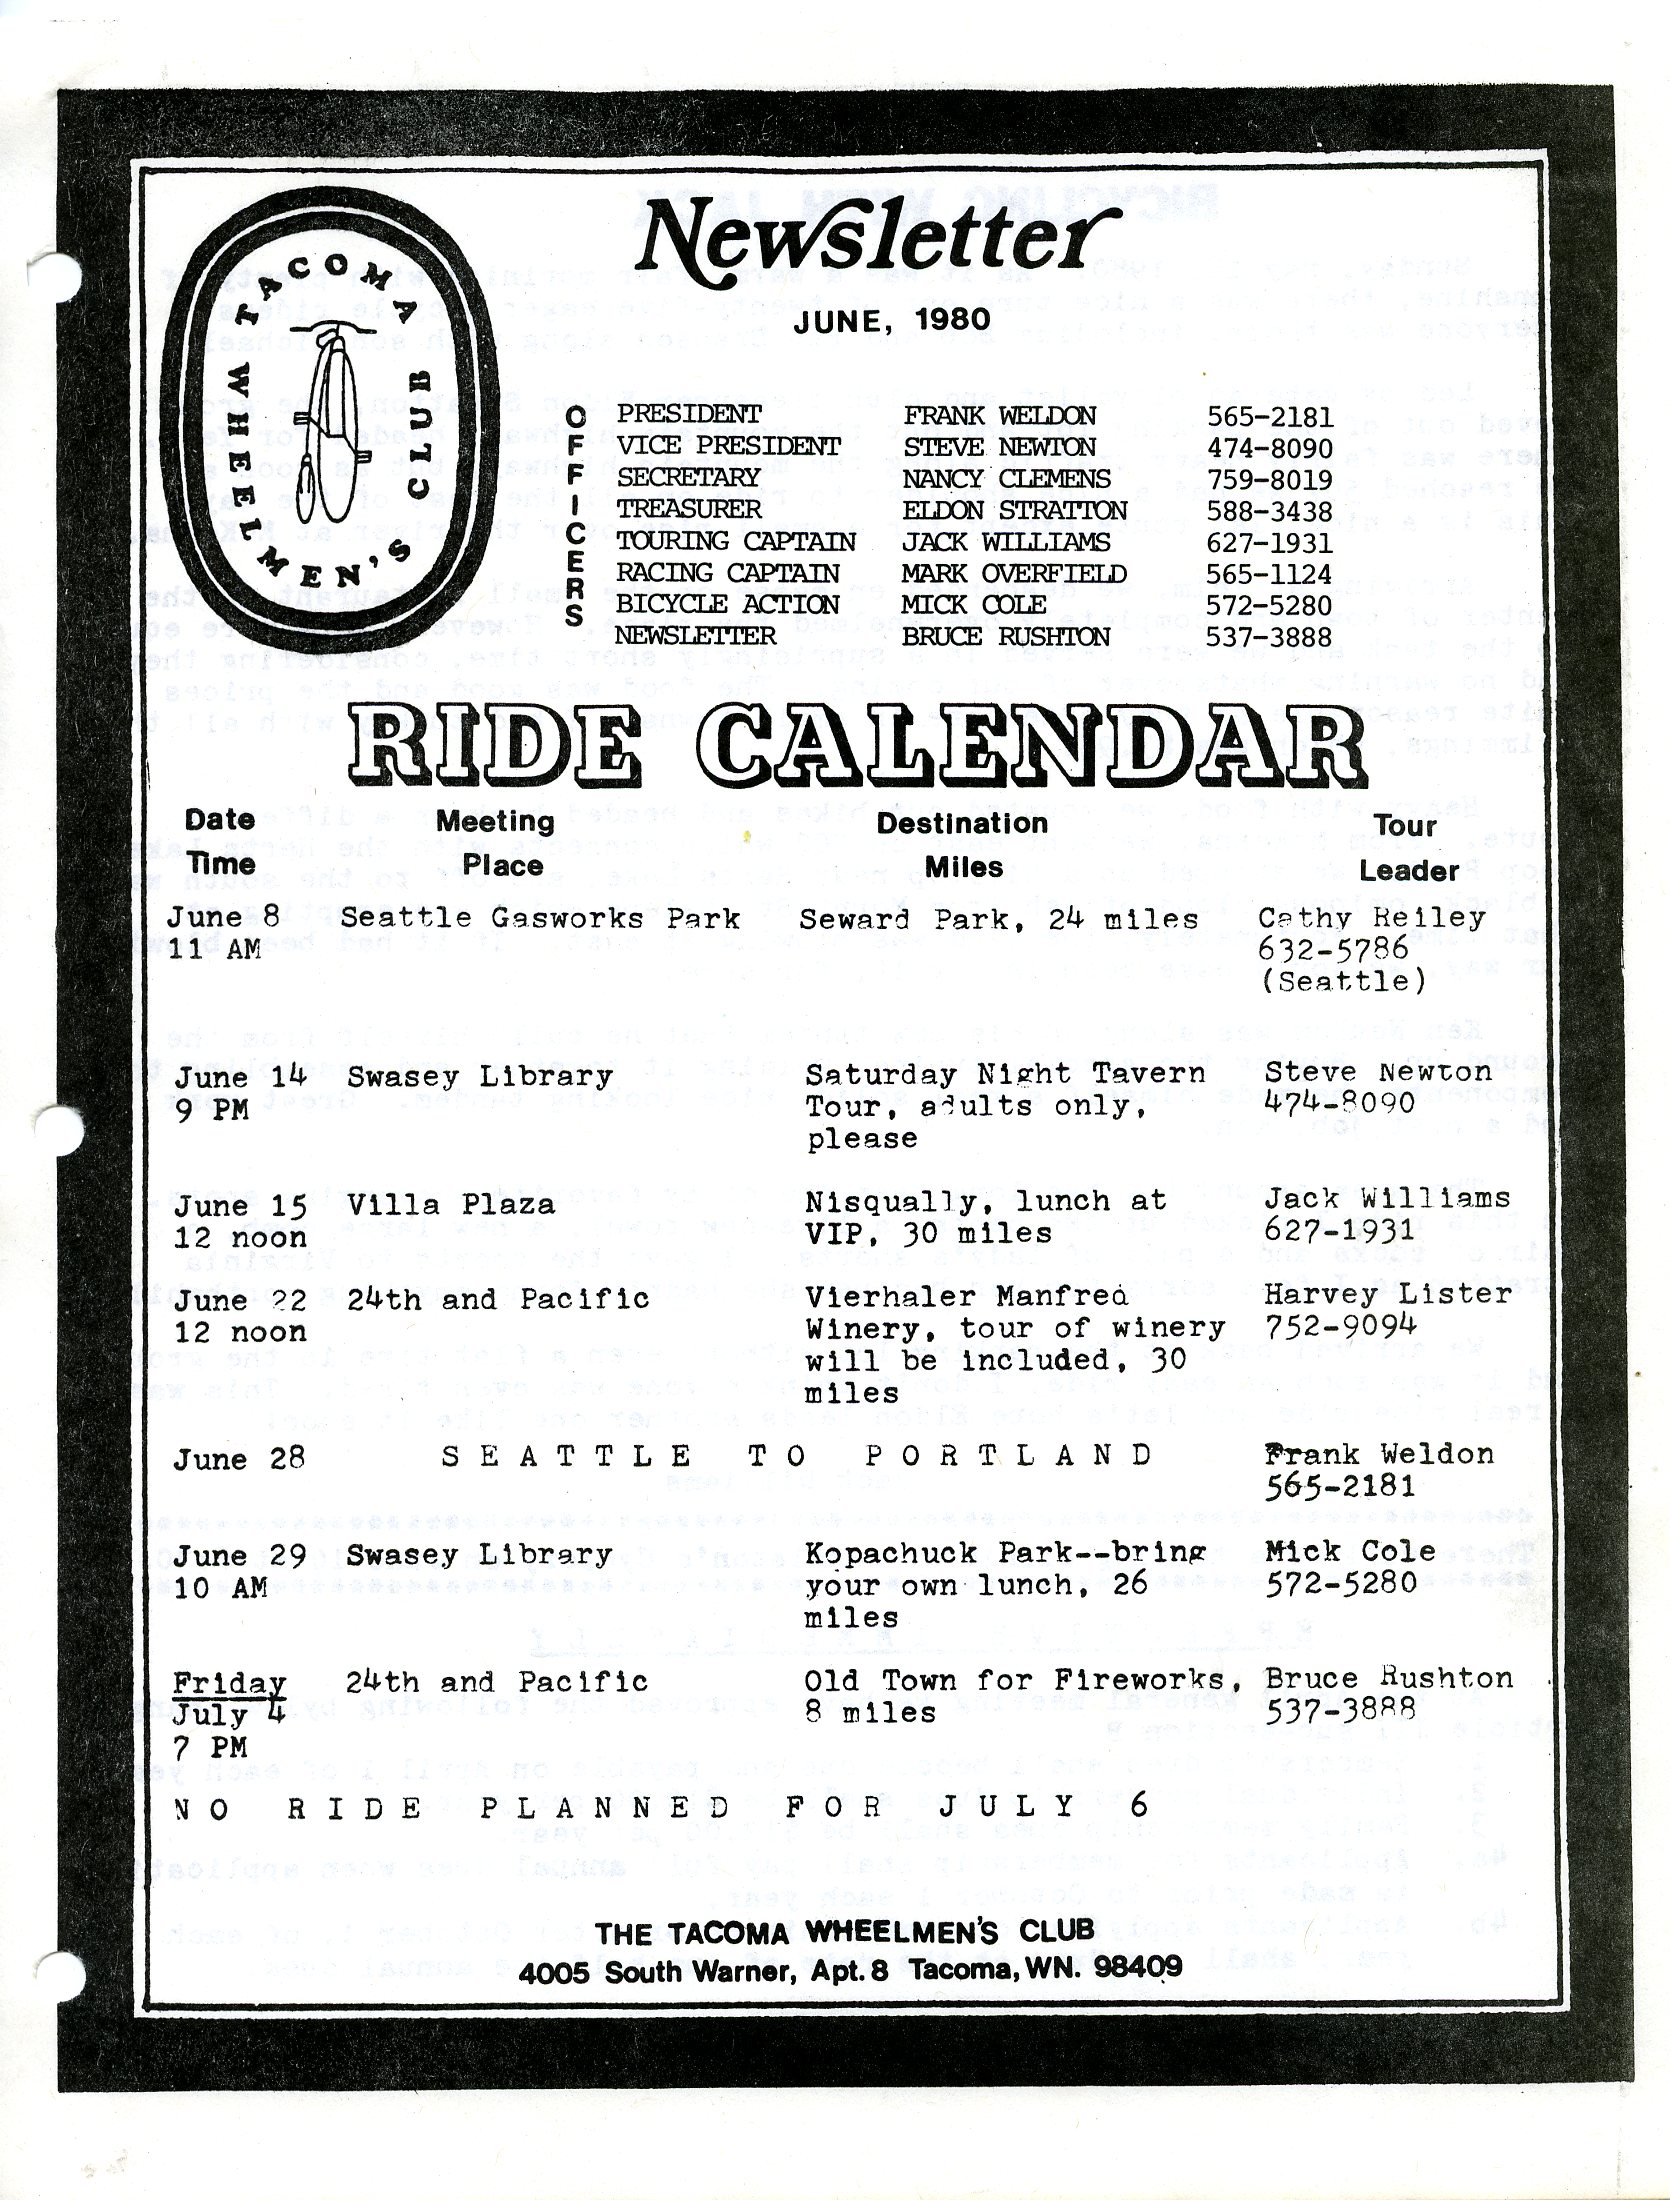 TACOMA WHEELMEN'S CLUB
Newsletter
JUNE, 1980
OFFICERS
PRESIDENT FRANK WELDON 565-2181
VICE PRESIDENT STEVE NEWTON 474-8090
SECRETARY NANCY CLEMENS 759-8019
TREASURER ELDON STRATTON 588-3438
TOURING CAPTAIN JACK WILLIAMS 627-1931
RACING CAPTAIN MARK OVERFIELD 565-1124
BICYCLE ACTION MICK COLE 572-5280
NEWSLETTER BRUCE RUSHTON 537-3888
RIDE CALENDAR
Date Meeting Destination Tour
Time Place Miles Leader
June 8 Seattle Gasworks Park Seward Park, 24 miles Cathy Reiley
11 AM 632-5786
(Seattle)
June 14 Swasey Library Saturday Night Tavern Steve Newton
9 PM Tour, adults only, 474-8090
please
June 15 Villa Plaza Nisqually, lunch at Jack Williams
12 noon VIP, 30 miles 627-1931
June 22 24th and Pacific Vierhaler Manfred Harvey Lister
12 noon Winery, tour of winery 752-9094
will be included, 30
miles
June 28 SEATTLE TO PORTLAND Frank Weldon
565-2181
June 29 Swasey Library Kopachuck Park--bring Mick Cole
10 AM your own lunch, 26 572-5280
miles
Friday 24th and Pacific Old Town for Fireworks, Bruce Rushton
July 4 8 miles 537-3888
7 PM
NO RIDE PLANNED FOR JULY 6
THE TACOMA WHEELMEN'S CLUB
4005 South Warner, Apt. 8 Tacoma, WN. 98409